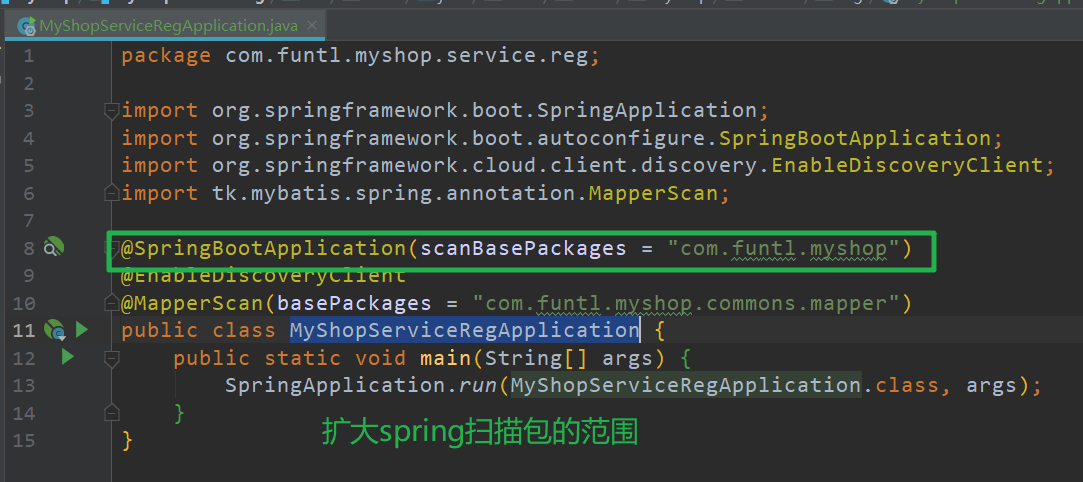 MyShopServiceRegApplication.java
1 package com.funtl.myshop.service.reg;
2
3 import org.springframework.boot.SpringApplication;
4 import org.springframework.boot.autoconfigure.SpringBootApplication;
5 import org.springframework.cloud.client.discovery.EnableDiscoveryClient;
6 import tk.mybatis.spring.annotation.MapperScan;
7
8 @SpringBootApplication(scanBasePackages = "com.funtl.myshop")
9 @EnableDiscoveryClient
10 @MapperScan(basePackages = "com.funtl.myshop.commons.mapper")
11 public class MyShopServiceRegApplication {
12 public static void main(String[] args) {
13 SpringApplication.run(MyShopServiceRegApplication.class, args);
14 }
扩大spring扫描包的范围
15 }